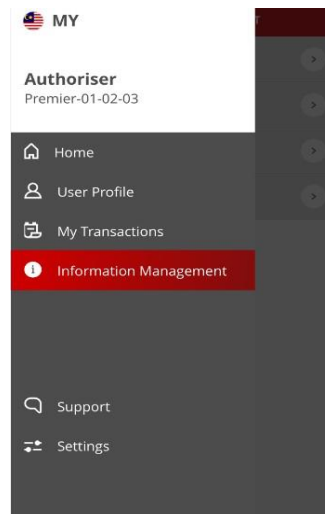 MY
T
Authoriser
Premier-01-02-03
Home
User Profile
My Transactions
Information Management
Support
Settings